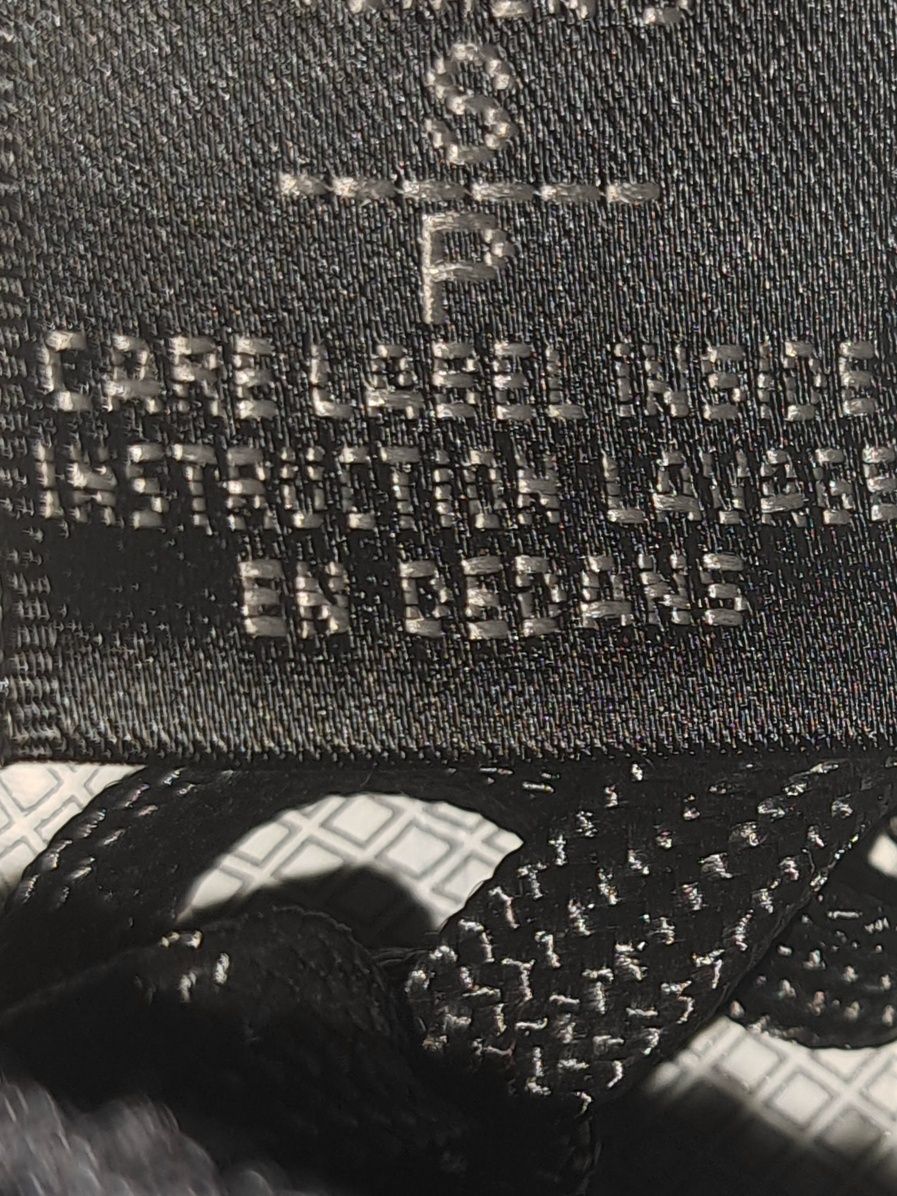 S
P
CARE LABEL INSIDE
INSTRUCTION LAVAGE
EN DEDANS